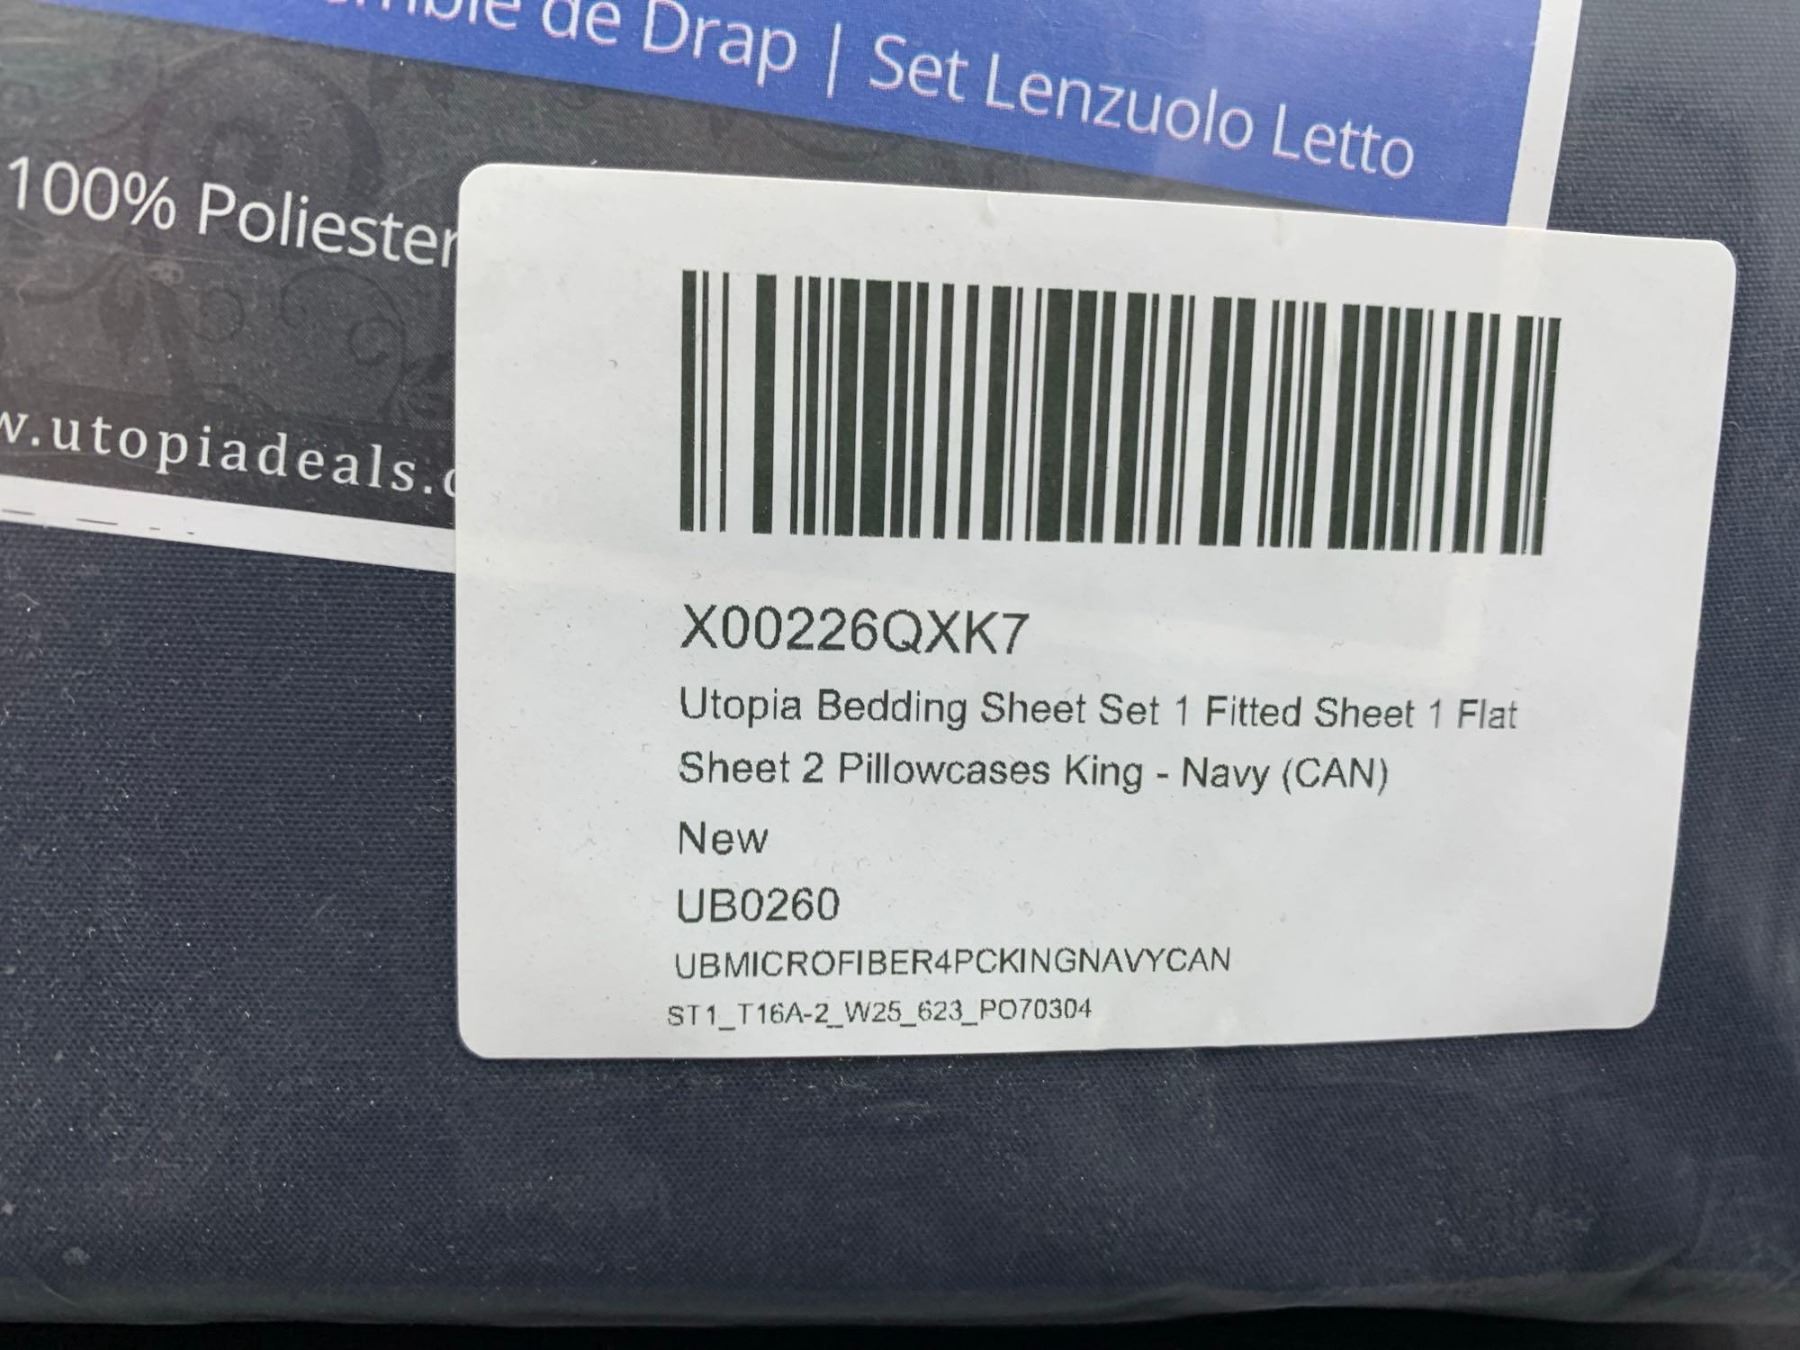 de Drap | Set Lenzuolo Letto
100% Poliester
w.utopiadeals.
X00226QXK7
Utopia Bedding Sheet Set 1 Fitted Sheet 1 Flat
Sheet 2 Pillowcases King - Navy (CAN)
New
UB0260
UBMICROFIBER4PCKINGNAVYCAN
ST1_T16A-2_W25_623_PO70304